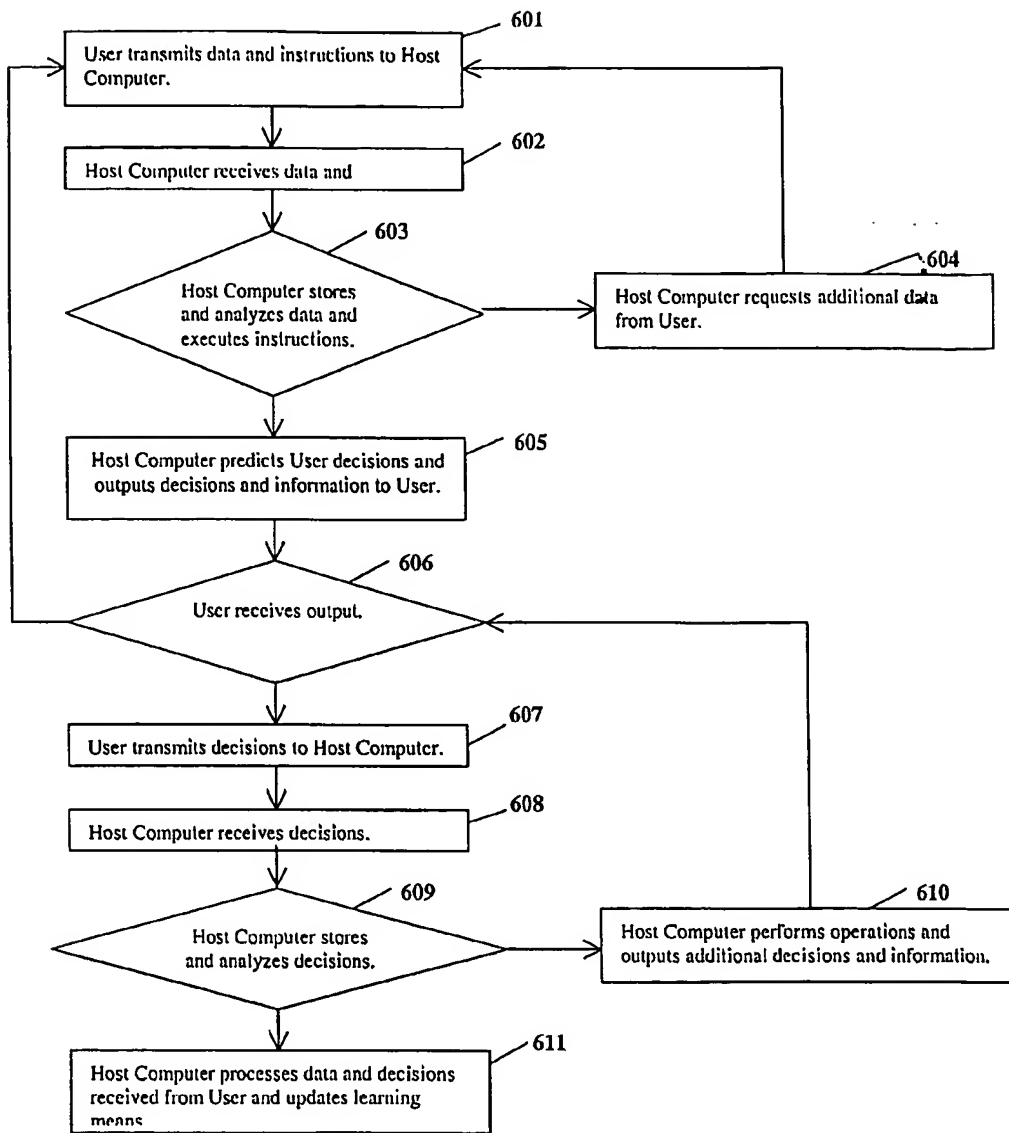 601
User transmits data and instructions to Host
Computer.
602
Host Computer receives data and
603
Host Computer stores
and analyzes data and
executes instructions.
604
Host Computer requests additional data
from User.
605
Host Computer predicts User decisions and
outputs decisions and information to User.
606
User receives output.
607
User transmits decisions to Host Computer.
608
Host Computer receives decisions.
609
Host Computer stores
and analyzes decisions.
610
Host Computer performs operations and
outputs additional decisions and information.
611
Host Computer processes data and decisions
received from User and updates learning
means